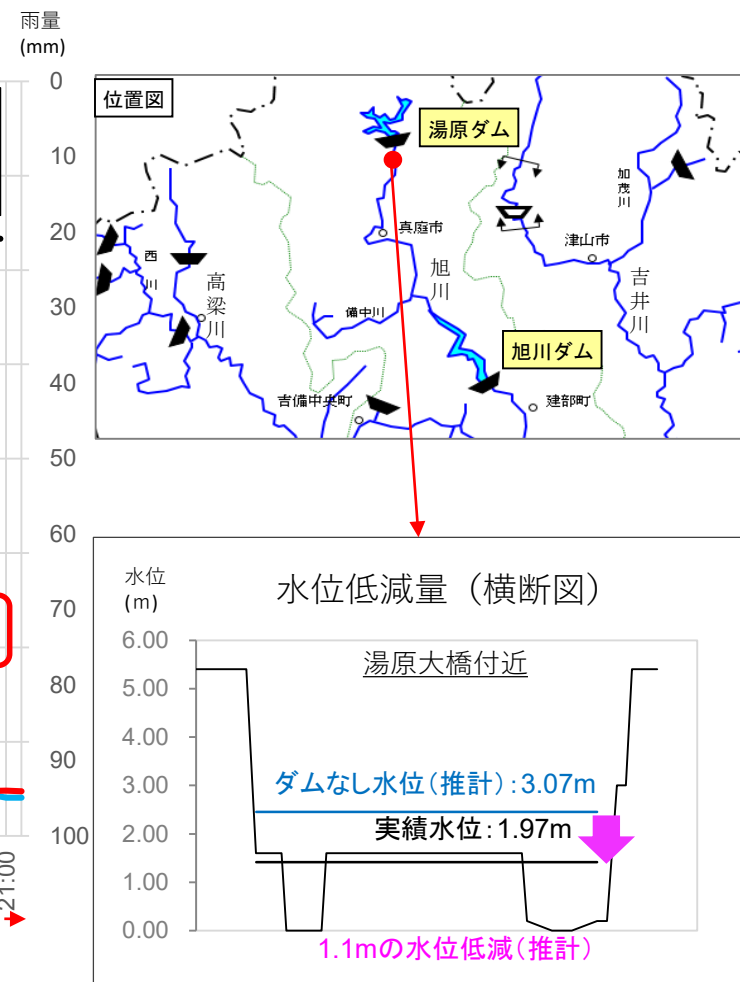 雨量
(mm)
0
10
20
30
40
50
60
70
80
90
100
21:00
位置図
湯原ダム
加茂川
真庭市
津山市
西川
高梁川
旭川
吉井川
備中川
旭川ダム
吉備中央町
建部町
水位
(m)
水位低減量（横断図）
湯原大橋付近
6.00
5.00
4.00
3.00
2.00
1.00
0.00
ダムなし水位（推計）：3.07m
実績水位：1.97m
1.1mの水位低減（推計）